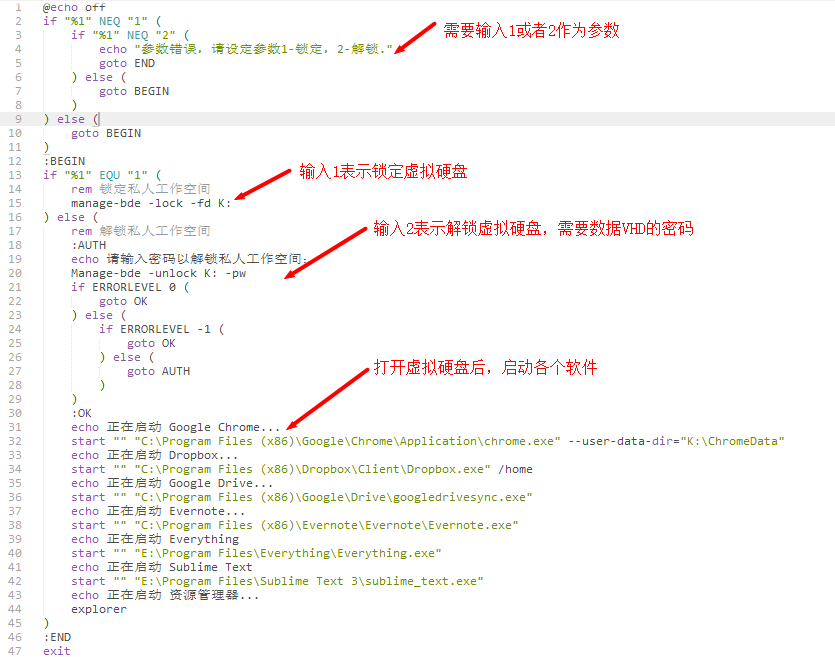 1 @echo off
2 if "%1" NEQ "1" (
3 if "%1" NEQ "2" ( 需要输入1或者2作为参数
4 echo "参数错误，请设定参数1-锁定，2-解锁."
5 goto END
6 ) else (
7 goto BEGIN
8 )
9 ) else (
10 goto BEGIN
11 )
12 :BEGIN
13 if "%1" EQU "1" ( 输入1表示锁定虚拟硬盘
14 rem 锁定私人工作空间
15 manage-bde -lock -fd K:
16 ) else (
17 rem 解锁私人工作空间 输入2表示解锁虚拟硬盘，需要数据VHD的密码
18 :AUTH
19 echo 请输入密码以解锁私人工作空间:
20 Manage-bde -unlock K: -pw
21 if ERRORLEVEL 0 (
22 goto OK
23 ) else (
24 if ERRORLEVEL -1 (
25 goto OK
26 ) else (
27 goto AUTH 打开虚拟硬盘后，启动各个软件
28 )
29 )
30 :OK
31 echo 正在启动 Google Chrome...
32 start "" "C:\Program Files (x86)\Google\Chrome\Application\chrome.exe" --user-data-dir="K:\ChromeData"
33 echo 正在启动 Dropbox...
34 start "" "C:\Program Files (x86)\Dropbox\Client\Dropbox.exe" /home
35 echo 正在启动 Google Drive...
36 start "" "C:\Program Files (x86)\Google\Drive\googledrivesync.exe"
37 echo 正在启动 Evernote...
38 start "" "C:\Program Files (x86)\Evernote\Evernote\Evernote.exe"
39 echo 正在启动 Everything
40 start "" "E:\Program Files\Everything\Everything.exe"
41 echo 正在启动 Sublime Text
42 start "" "E:\Program Files\Sublime Text 3\sublime_text.exe"
43 echo 正在启动 资源管理器...
44 explorer
45 )
46 :END
47 exit